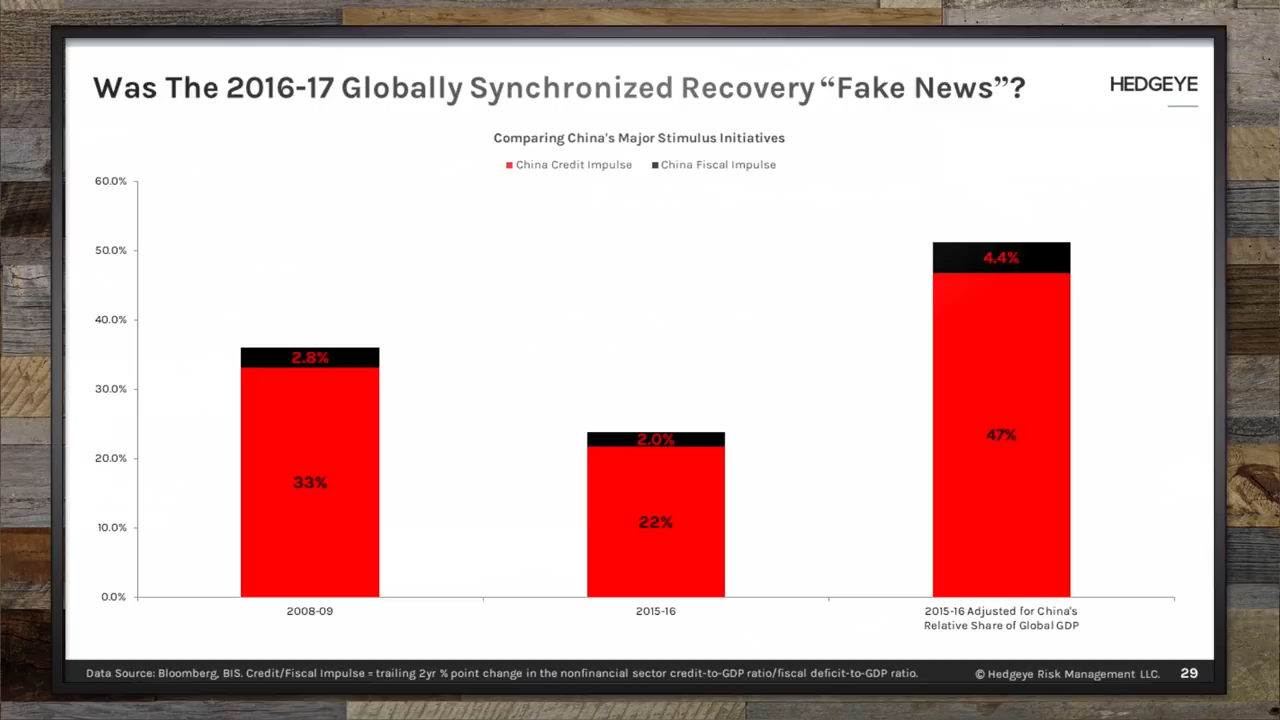 Was The 2016-17 Globally Synchronized Recovery “Fake News”?
HEDGEYE
Comparing China's Major Stimulus Initiatives
China Credit Impulse
China Fiscal Impulse
60.0%
50.0%
40.0%
30.0%
20.0%
10.0%
0.0%
2.8%
33%
2.0%
22%
4.4%
47%
2008-09
2015-16
2015-16 Adjusted for China's
Relative Share of Global GDP
Data Source: Bloomberg, BIS. Credit/Fiscal Impulse = trailing 2yr % point change in the nonfinancial sector credit-to-GDP ratio/fiscal deficit-to-GDP ratio.
© Hedgeye Risk Management LLC.
29